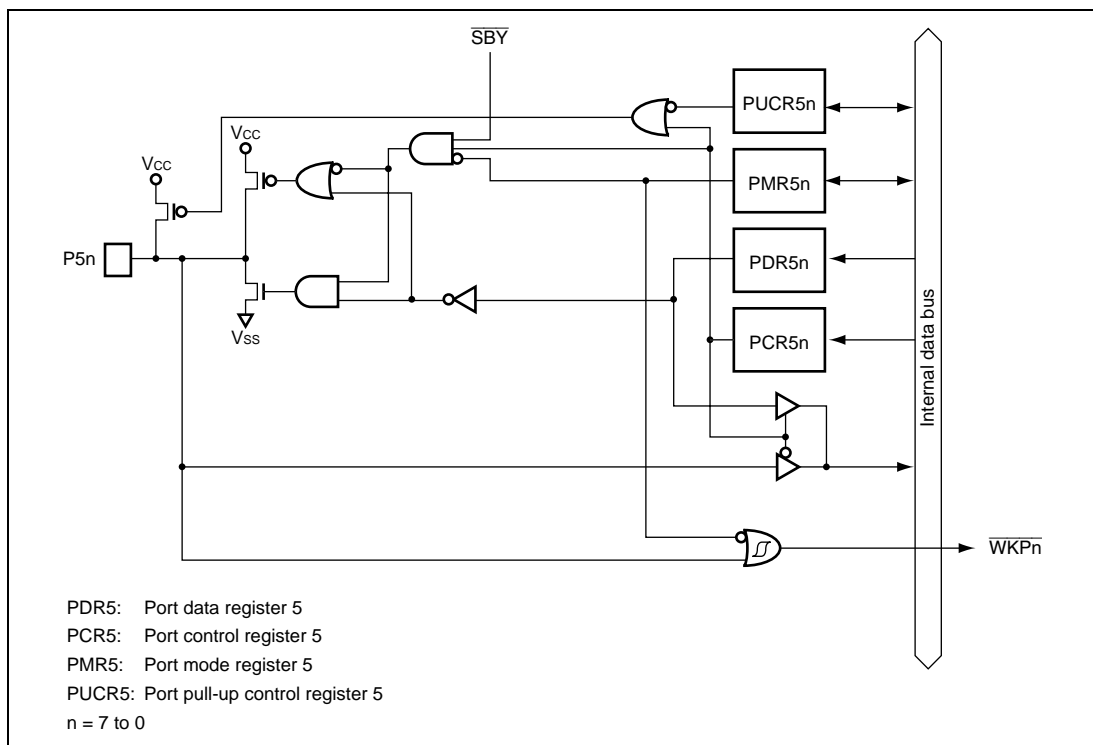 SBY
PUCR5n
VCC
VCC
PMR5n
P5n
PDR5n
VSS
PCR5n
Internal data bus
WKPn
PDR5: Port data register 5
PCR5: Port control register 5
PMR5: Port mode register 5
PUCR5: Port pull-up control register 5
n = 7 to 0